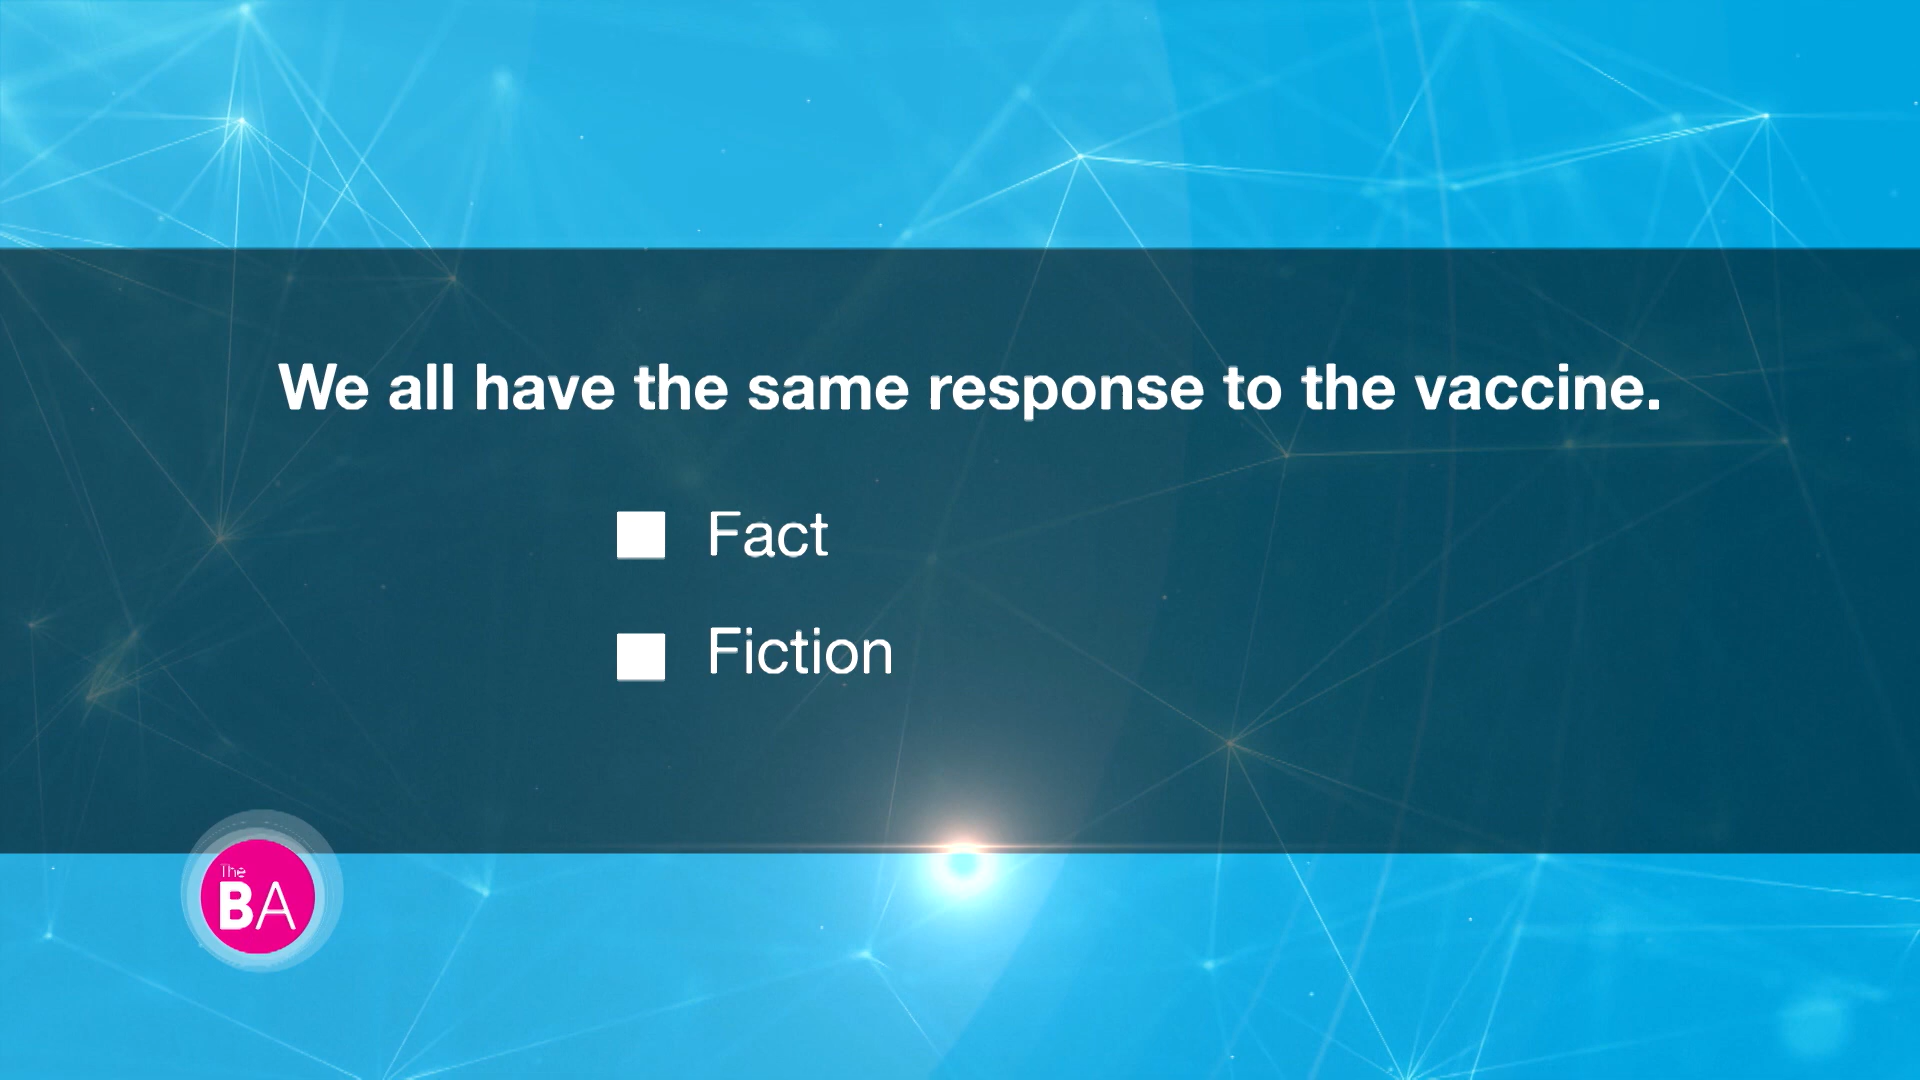 We all have the same response to the vaccine.
Fact
Fiction
The
BA